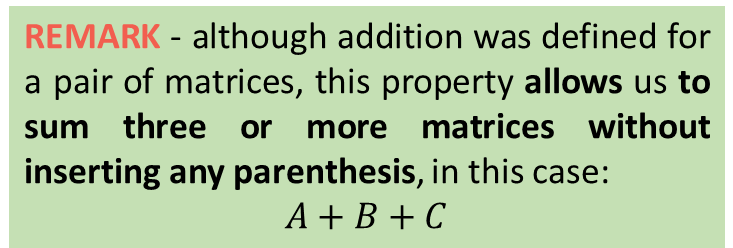 REMARK - although addition was defined for
a pair of matrices, this property allows us to
sum three or more matrices without
inserting any parenthesis, in this case:
A + B + C